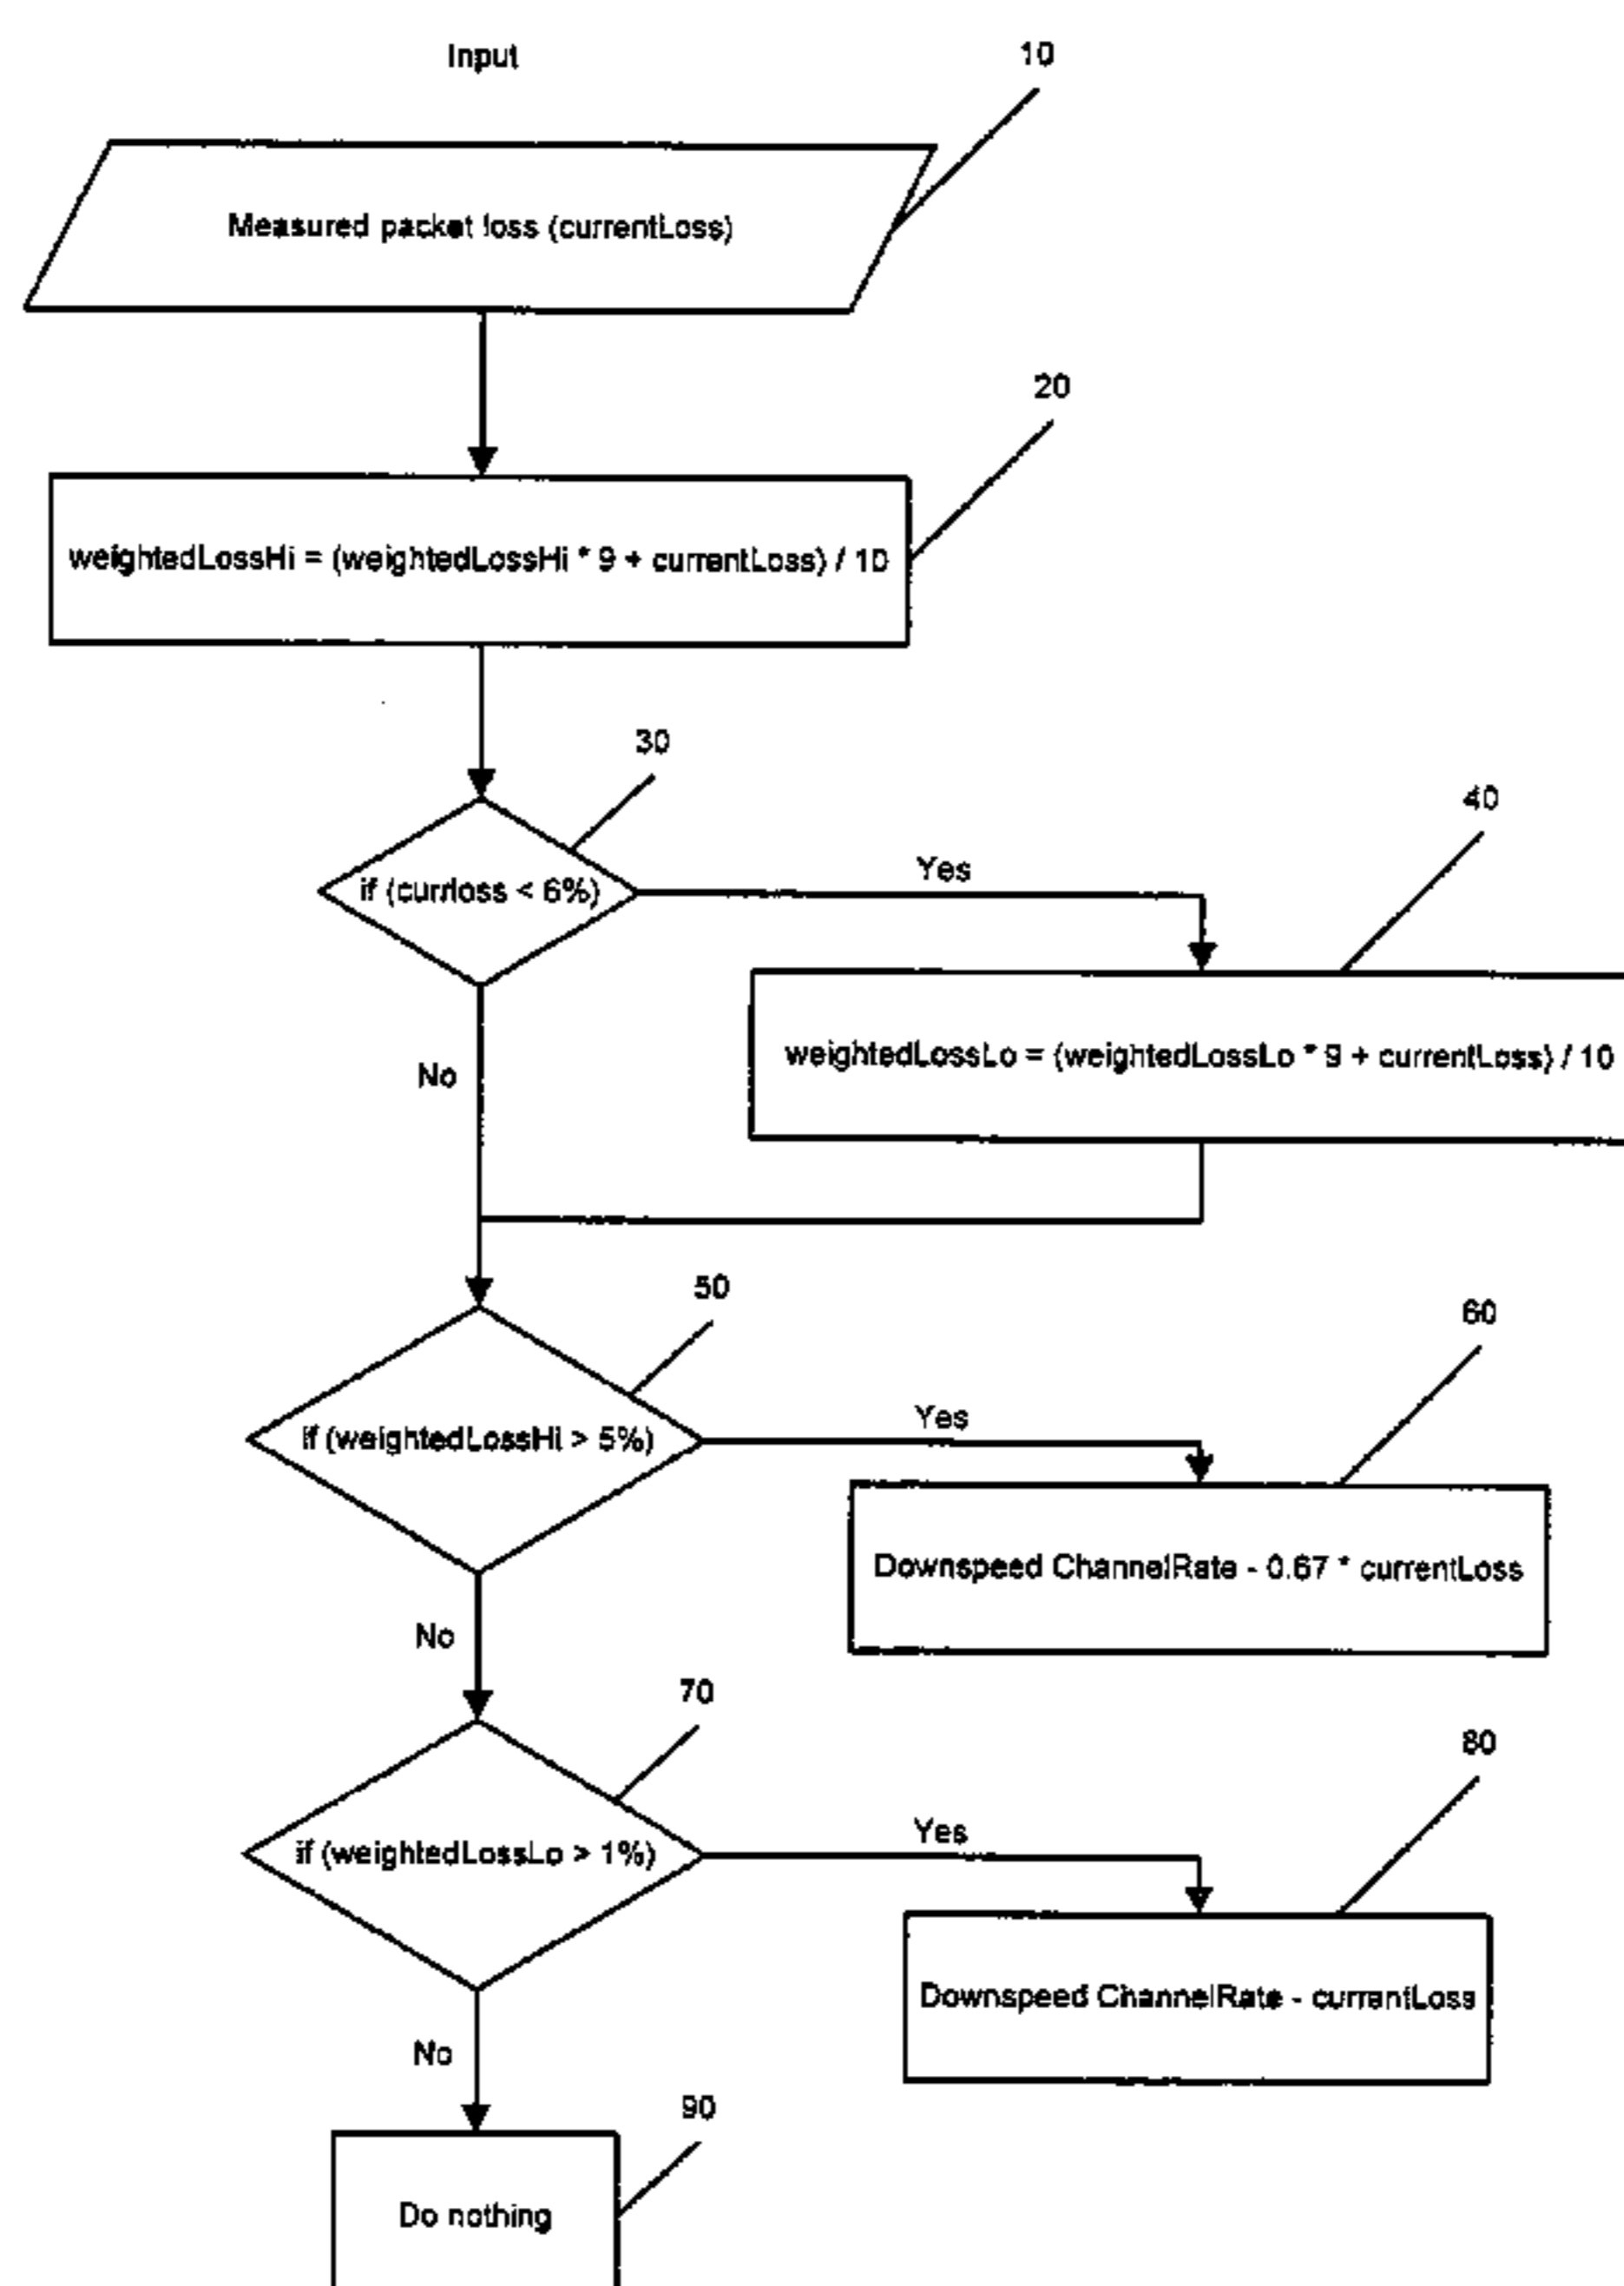 Input
10
Measured packet loss (currentLoss)
20
weightedLossHi = (weightedLossHi * 9 + currentLoss) / 10
30
if (currloss < 6%)
Yes
40
weightedLossLo = (weightedLossLo * 9 + currentLoss) / 10
No
50
if (weightedLossHi > 5%)
Yes
60
Downspeed ChannelRate - 0.67 * currentLoss
No
70
if (weightedLossLo > 1%)
Yes
80
Downspeed ChannelRate - currentLoss
No
90
Do nothing